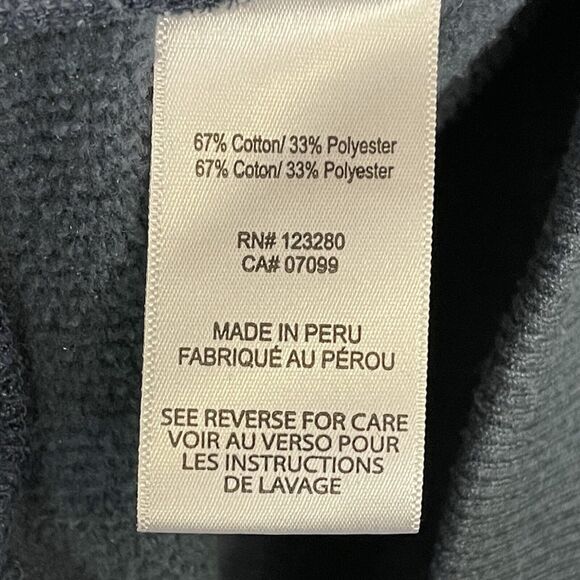 67% Cotton/ 33% Polyester
67% Coton/ 33% Polyester
RN# 123280
CA# 07099
MADE IN PERU
FABRIQUÉ AU PÉROU
SEE REVERSE FOR CARE
VOIR AU VERSO POUR
LES INSTRUCTIONS
DE LAVAGE